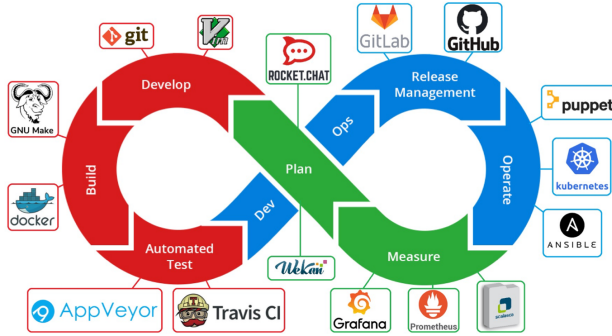 git
VIM
ROCKET.CHAT
GitLab
GitHub
Develop
Release
Management
GNU Make
Ops
puppet
Plan
Build
Operate
kubernetes
docker
Dev
Automated
Test
Measure
ANSIBLE
WeKan
AppVeyor
Travis CI
Grafana
Prometheus